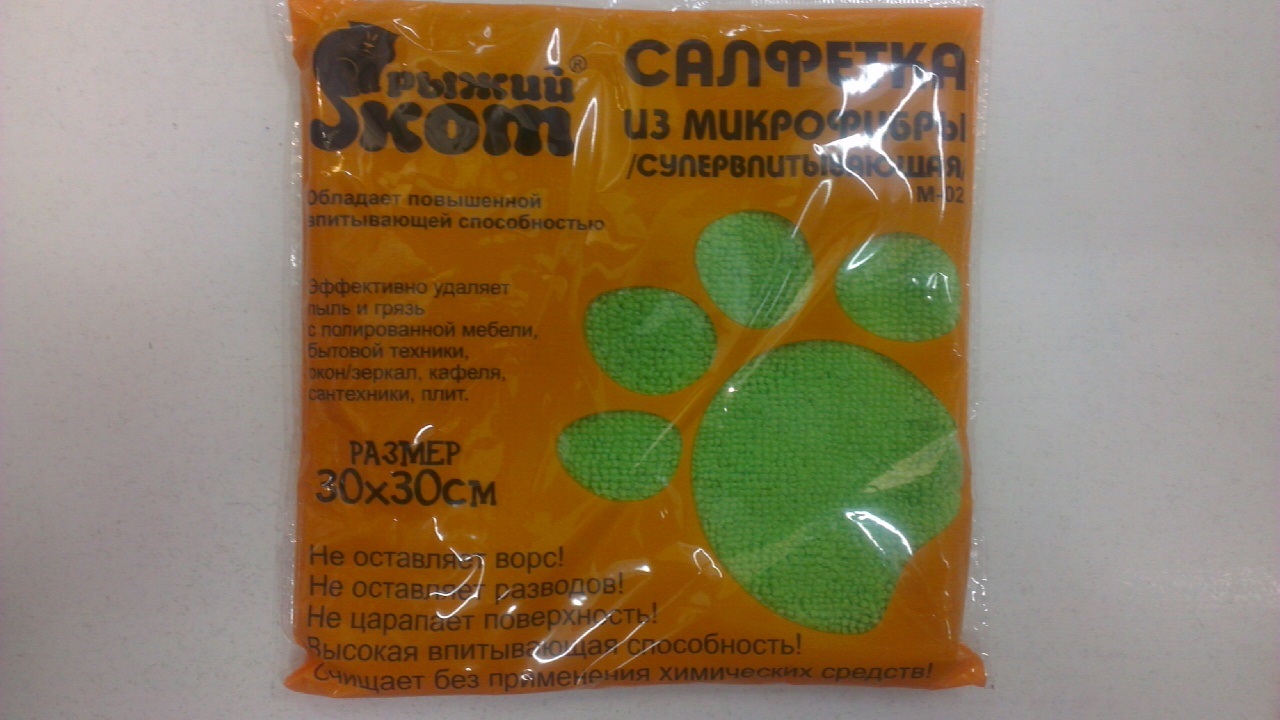 рыжий®
кот
САЛФЕТКА
ИЗ МИКРОФИБРЫ
/СУПЕРВПИТЫВАЮЩАЯ/
М-02
Обладает повышенной
впитывающей способностью
Эффективно удаляет
пыль и грязь
с полированной мебели,
бытовой техники,
окон/зеркал, кафеля,
сантехники, плит.
РАЗМЕР
30х30см
Не оставляет ворс!
Не оставляет разводов!
Не царапает поверхность!
Высокая впитывающая способность!
Очищает без применения химических средств!